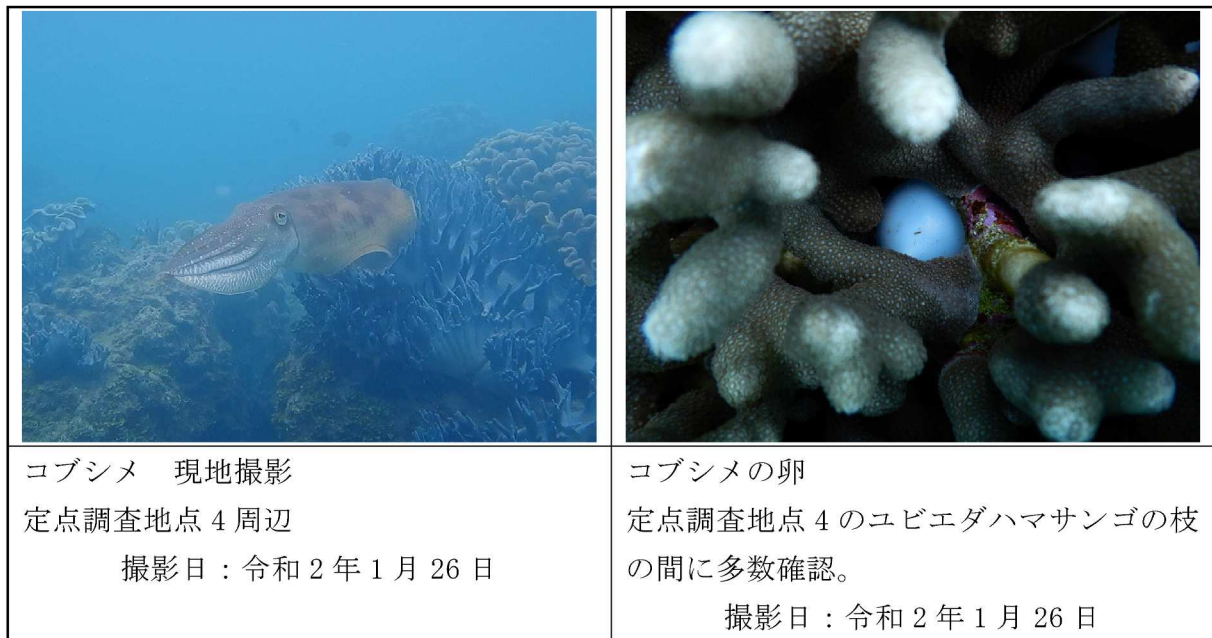 コブシメ　現地撮影
定点調査地点 4 周辺
撮影日：令和 2 年 1 月 26 日
コブシメの卵
定点調査地点 4 のユビエダハマサンゴの枝
の間に多数確認。
撮影日：令和 2 年 1 月 26 日